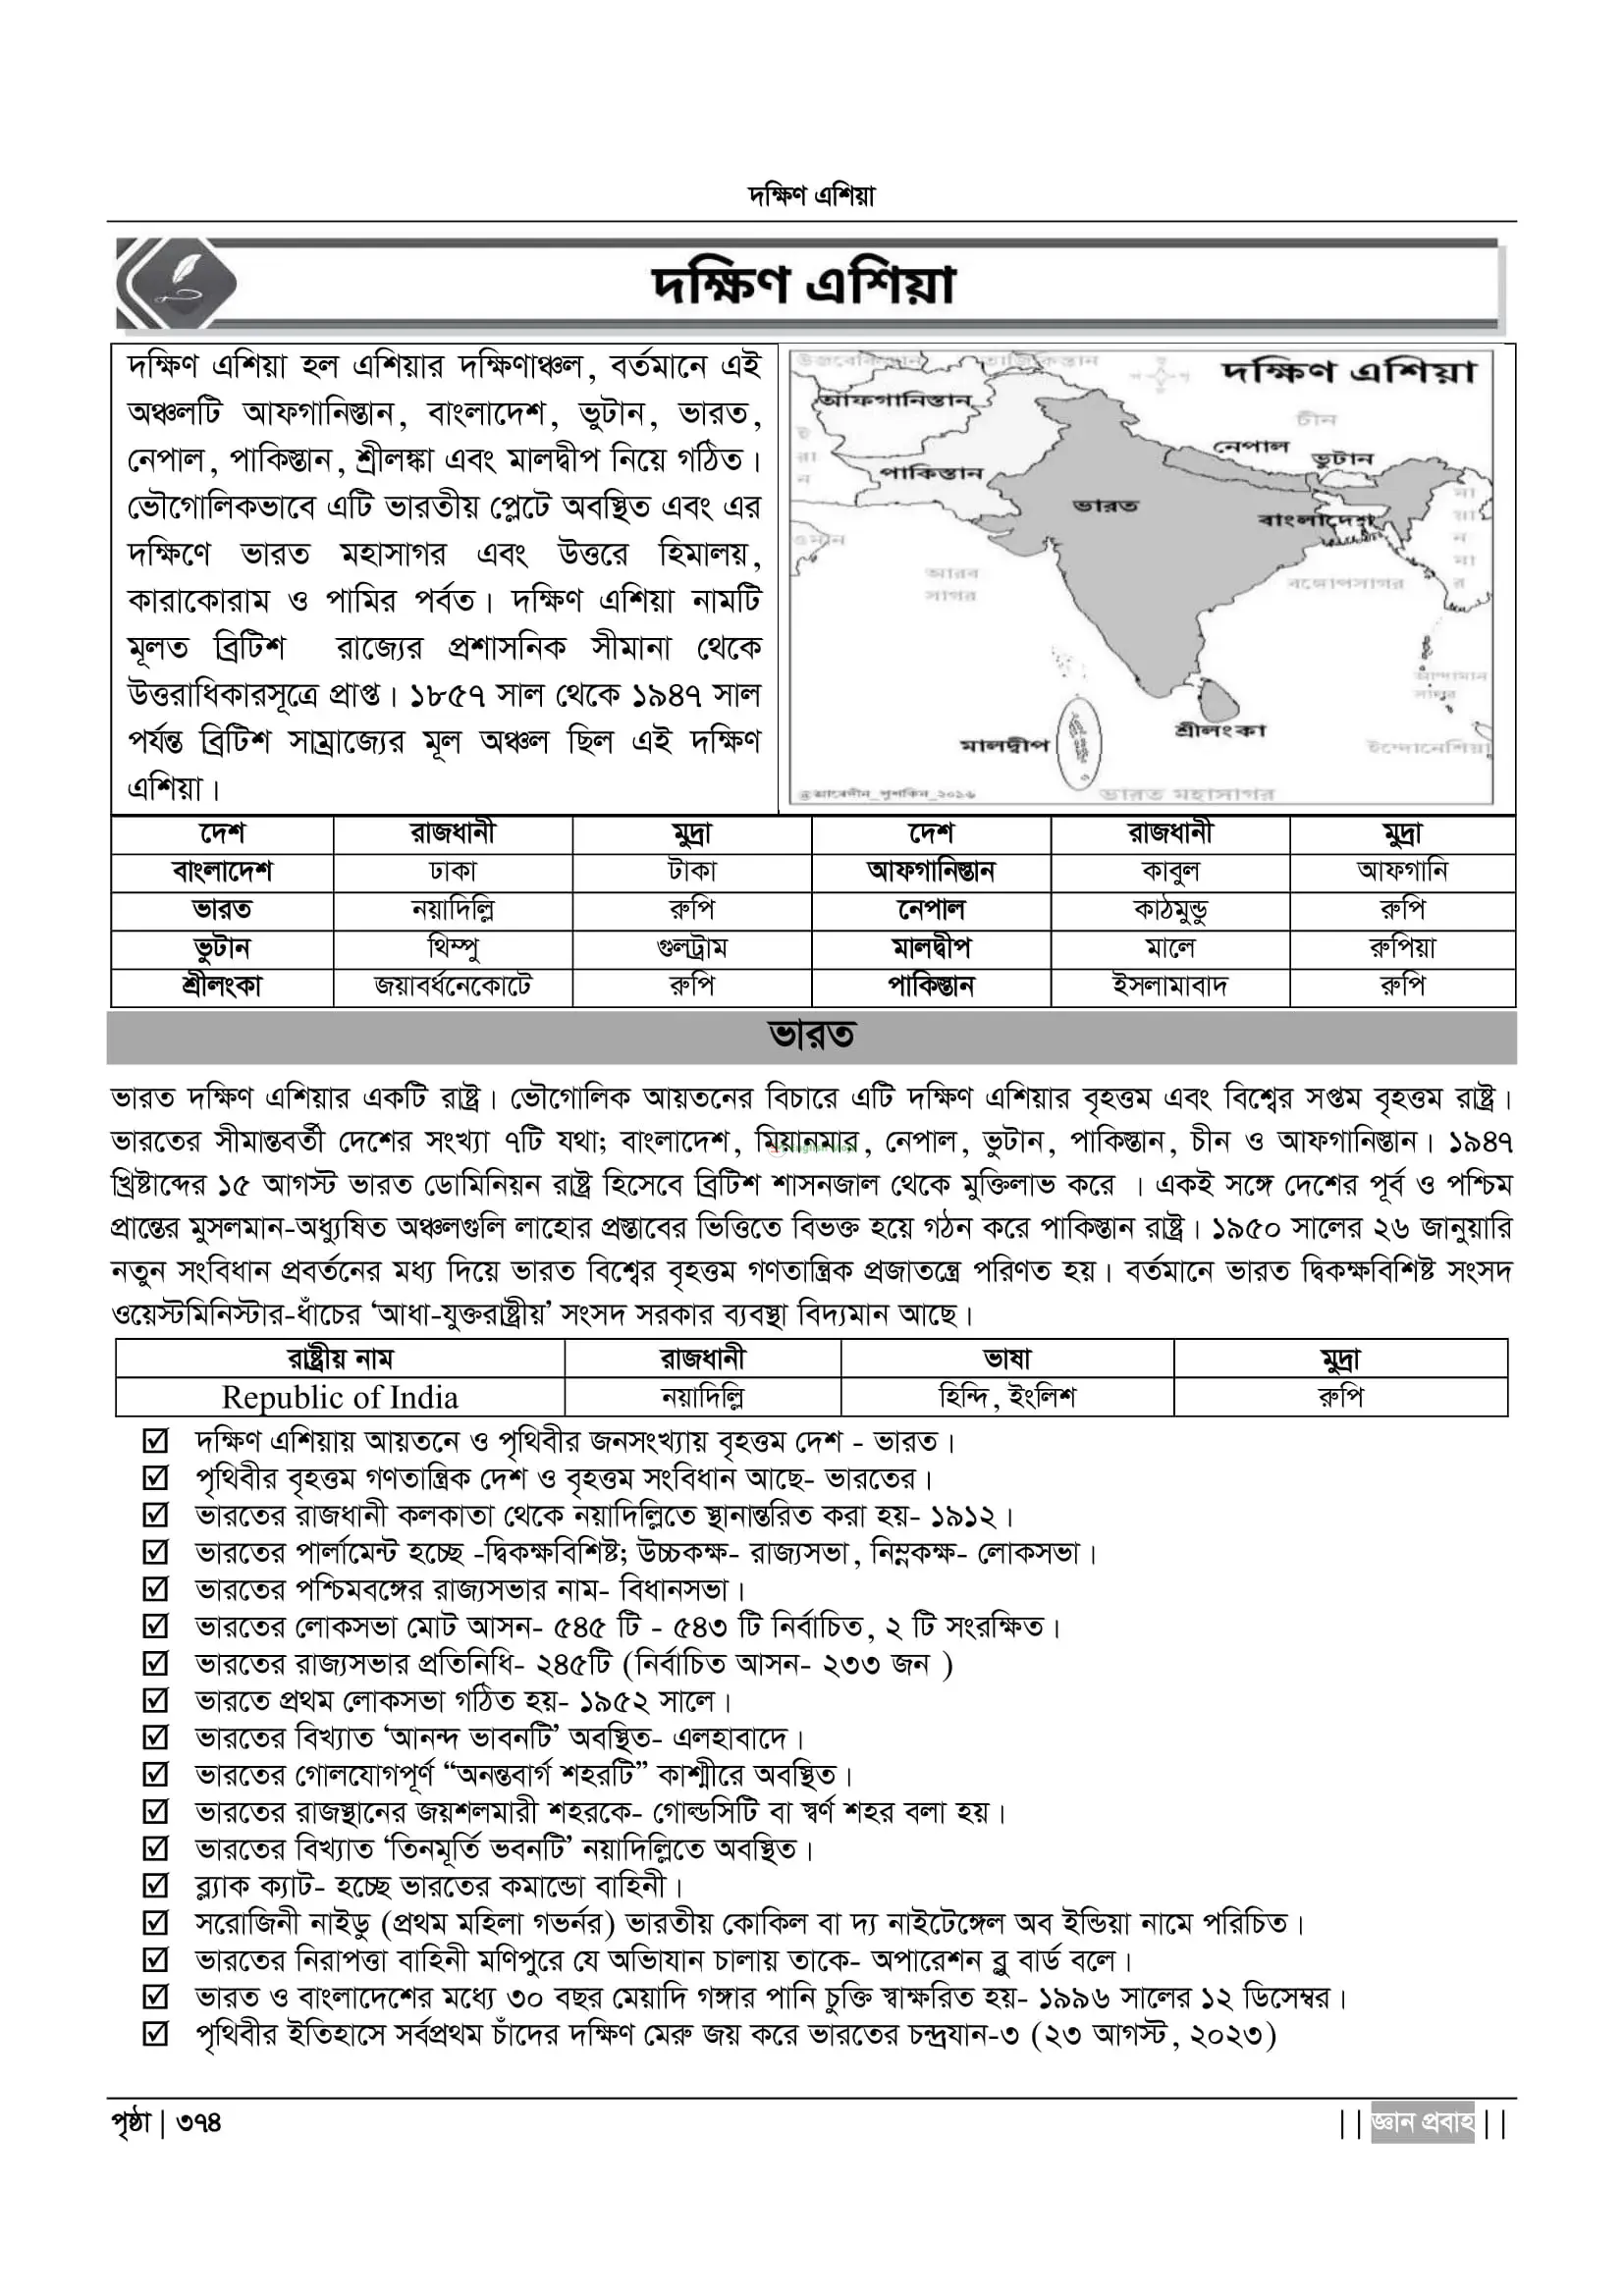 দক্ষিণ এশিয়া
দক্ষিণ এশিয়া
দক্ষিণ এশিয়া হল এশিয়ার দক্ষিণাঞ্চল, বর্তমানে এই
অঞ্চলটি আফগানিস্তান, বাংলাদেশ, ভুটান, ভারত,
নেপাল, পাকিস্তান, শ্রীলঙ্কা এবং মালদ্বীপ নিয়ে গঠিত।
ভৌগোলিকভাবে এটি ভারতীয় প্লেটে অবস্থিত এবং এর
দক্ষিণে ভারত মহাসাগর এবং উত্তরে হিমালয়,
কারাকোরাম ও পামির পর্বত। দক্ষিণ এশিয়া নামটি
মূলত ব্রিটিশ রাজ্যের প্রশাসনিক সীমানা থেকে
উত্তরাধিকারসূত্রে প্রাপ্ত। ১৮৫৭ সাল থেকে ১৯৪৭ সাল
পর্যন্ত ব্রিটিশ সাম্রাজ্যের মূল অঞ্চল ছিল এই দক্ষিণ
এশিয়া।
উজবেকিস্তান তাজিকিস্তান
দক্ষিণ এশিয়া
আফগানিস্তান
চীন
ইরান
নেপাল
ভুটান
পাকিস্তান
ভারত
বাংলাদেশ
মায়ানমার
ওমান
আরব
সাগর
বঙ্গোপসাগর
আন্দামান
সাগর
শ্রীলংকা
মালদ্বীপ
ইন্দোনেশিয়া
ভারত মহাসাগর
দেশ রাজধানী মুদ্রা দেশ রাজধানী মুদ্রা
বাংলাদেশ ঢাকা টাকা আফগানিস্তান কাবুল আফগানি
ভারত নয়াদিল্লি রুপি নেপাল কাঠমুন্ডু রুপি
ভুটান থিম্পু গুলট্রাম মালদ্বীপ মালে রুপিয়া
শ্রীলংকা জয়াবর্ধনেকোটে রুপি পাকিস্তান ইসলামাবাদ রুপি
ভারত
ভারত দক্ষিণ এশিয়ার একটি রাষ্ট্র। ভৌগোলিক আয়তনের বিচারে এটি দক্ষিণ এশিয়ার বৃহত্তম এবং বিশ্বের সপ্তম বৃহত্তম রাষ্ট্র।
ভারতের সীমান্তবর্তী দেশের সংখ্যা ৭টি যথা; বাংলাদেশ, মিয়ানমার, নেপাল, ভুটান, পাকিস্তান, চীন ও আফগানিস্তান। ১৯৪৭
খ্রিষ্টাব্দের ১৫ আগস্ট ভারত ডোমিনিয়ন রাষ্ট্র হিসেবে ব্রিটিশ শাসনজাল থেকে মুক্তিলাভ করে । একই সঙ্গে দেশের পূর্ব ও পশ্চিম
প্রান্তের মুসলমান-অধ্যুষিত অঞ্চলগুলি লাহোর প্রস্তাবের ভিত্তিতে বিভক্ত হয়ে গঠন করে পাকিস্তান রাষ্ট্র। ১৯৫০ সালের ২৬ জানুয়ারি
নতুন সংবিধান প্রবর্তনের মধ্য দিয়ে ভারত বিশ্বের বৃহত্তম গণতান্ত্রিক প্রজাতন্ত্রে পরিণত হয়। বর্তমানে ভারত দ্বিকক্ষবিশিষ্ট সংসদ
ওয়েস্টমিনিস্টার-ধাঁচের ‘আধা-যুক্তরাষ্ট্রীয়’ সংসদ সরকার ব্যবস্থা বিদ্যমান আছে।
রাষ্ট্রীয় নাম রাজধানী ভাষা মুদ্রা
Republic of India নয়াদিল্লি হিন্দি, ইংলিশ রুপি
☑ দক্ষিণ এশিয়ায় আয়তনে ও পৃথিবীর জনসংখ্যায় বৃহত্তম দেশ - ভারত।
☑ পৃথিবীর বৃহত্তম গণতান্ত্রিক দেশ ও বৃহত্তম সংবিধান আছে- ভারতের।
☑ ভারতের রাজধানী কলকাতা থেকে নয়াদিল্লিতে স্থানান্তরিত করা হয়- ১৯১২।
☑ ভারতের পার্লামেন্ট হচ্ছে -দ্বিকক্ষবিশিষ্ট; উচ্চকক্ষ- রাজ্যসভা, নিম্নকক্ষ- লোকসভা।
☑ ভারতের পশ্চিমবঙ্গের রাজ্যসভার নাম- বিধানসভা।
☑ ভারতের লোকসভা মোট আসন- ৫৪৫ টি - ৫৪৩ টি নির্বাচিত, ২ টি সংরক্ষিত।
☑ ভারতের রাজ্যসভার প্রতিনিধি- ২৪৫টি (নির্বাচিত আসন- ২৩৩ জন )
☑ ভারতে প্রথম লোকসভা গঠিত হয়- ১৯৫২ সালে।
☑ ভারতের বিখ্যাত ‘আনন্দ ভাবনটি’ অবস্থিত- এলহাবাদে।
☑ ভারতের গোলযোগপূর্ণ “অনন্তবার্গ শহরটি” কাশ্মীরে অবস্থিত।
☑ ভারতের রাজস্থানের জয়শলমারী শহরকে- গোল্ডসিটি বা স্বর্ণ শহর বলা হয়।
☑ ভারতের বিখ্যাত ‘তিনমূর্তি ভবনটি’ নয়াদিল্লিতে অবস্থিত।
☑ ব্ল্যাক ক্যাট- হচ্ছে ভারতের কমান্ডো বাহিনী।
☑ সরোজিনী নাইডু (প্রথম মহিলা গভর্নর) ভারতীয় কোকিল বা দ্য নাইটেঙ্গেল অব ইন্ডিয়া নামে পরিচিত।
☑ ভারতের নিরাপত্তা বাহিনী মণিপুরে যে অভিাযান চালায় তাকে- অপারেশন ব্লু বার্ড বলে।
☑ ভারত ও বাংলাদেশের মধ্যে ৩০ বছর মেয়াদি গঙ্গার পানি চুক্তি স্বাক্ষরিত হয়- ১৯৯৬ সালের ১২ ডিসেম্বর।
☑ পৃথিবীর ইতিহাসে সর্বপ্রথম চাঁদের দক্ষিণ মেরু জয় করে ভারতের চন্দ্রযান-৩ (২৩ আগস্ট, ২০২৩)
পৃষ্ঠা | ৩৭৪
|| জ্ঞান প্রবাহ ||